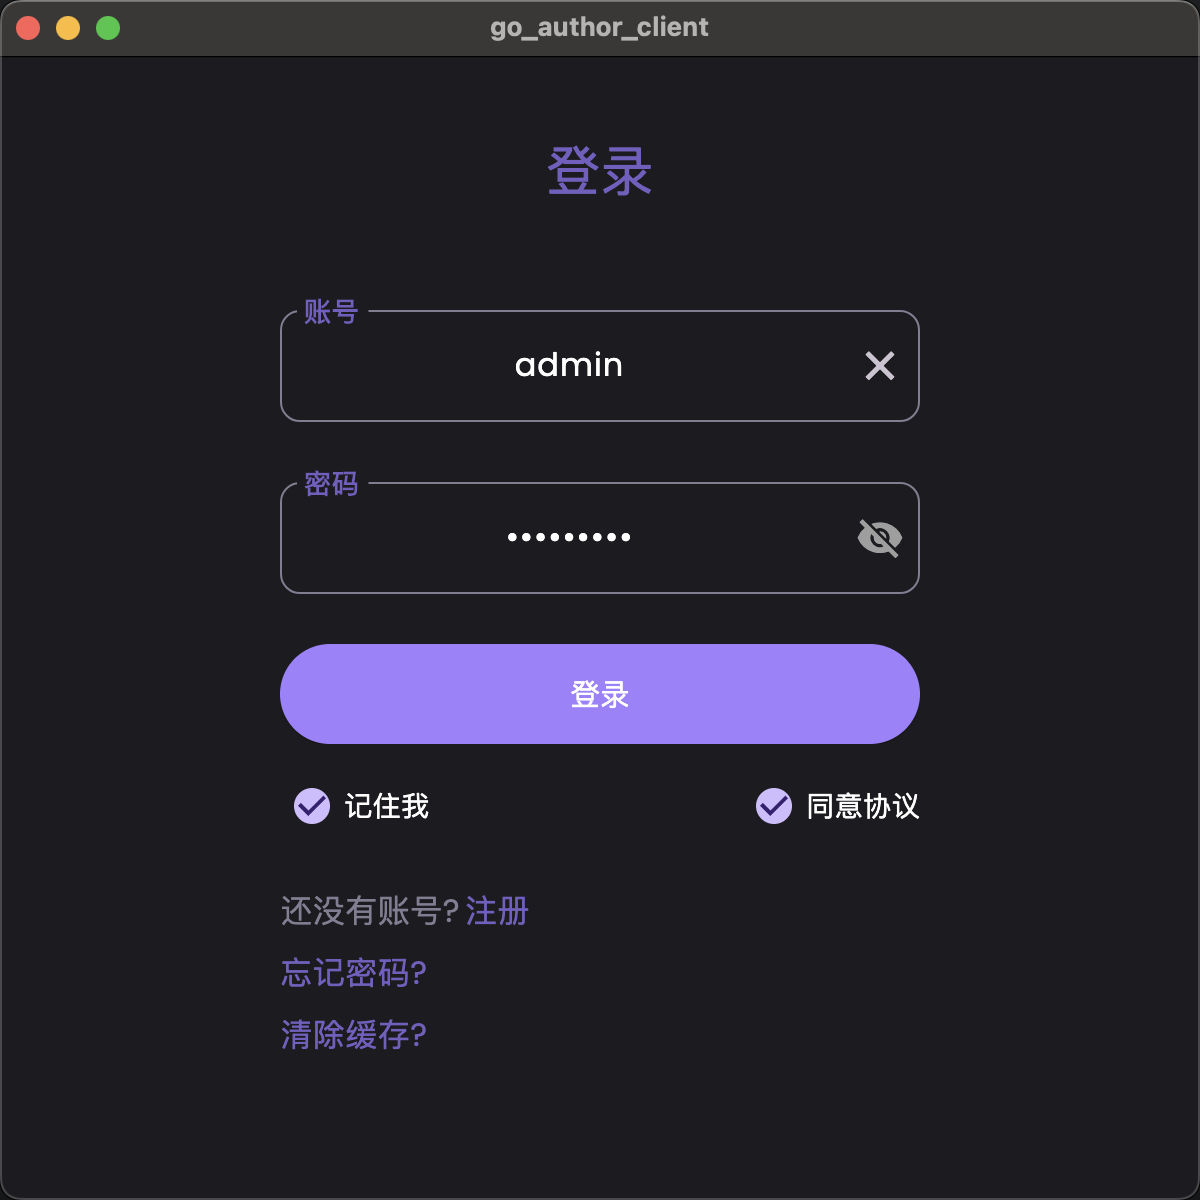 go_author_client
登录
账号
admin
密码
•••••••••
登录
记住我 同意协议
还没有账号? 注册
忘记密码?
清除缓存?